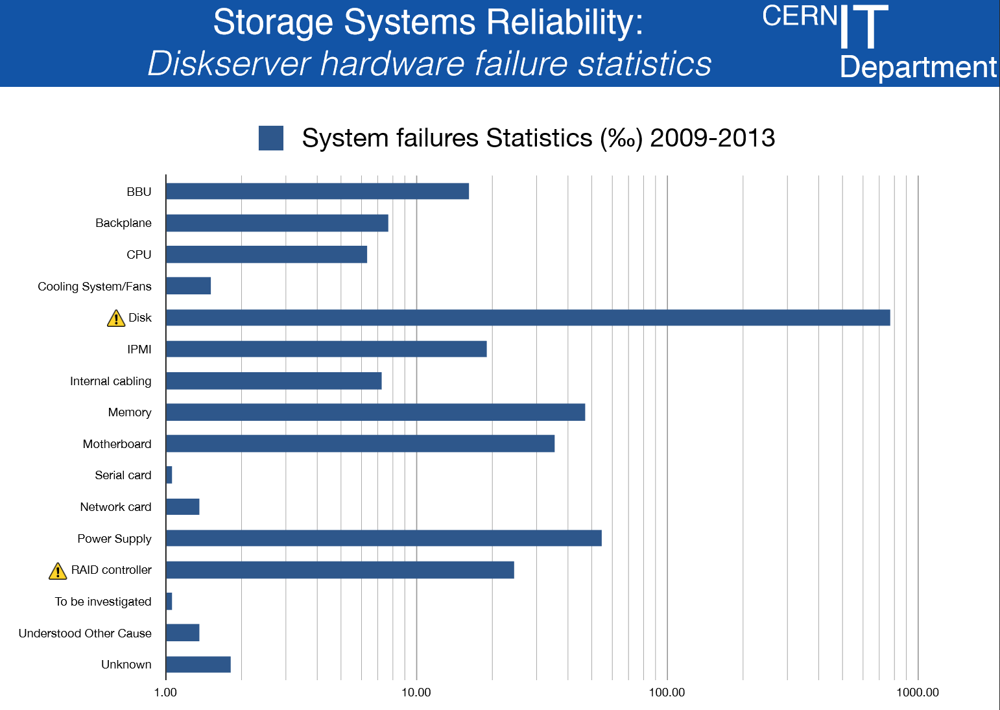 Storage Systems Reliability:
Diskserver hardware failure statistics
CERN IT
Department
System failures Statistics (‰) 2009-2013
BBU
Backplane
CPU
Cooling System/Fans
Disk
IPMI
Internal cabling
Memory
Motherboard
Serial card
Network card
Power Supply
RAID controller
To be investigated
Understood Other Cause
Unknown
1.00 10.00 100.00 1000.00